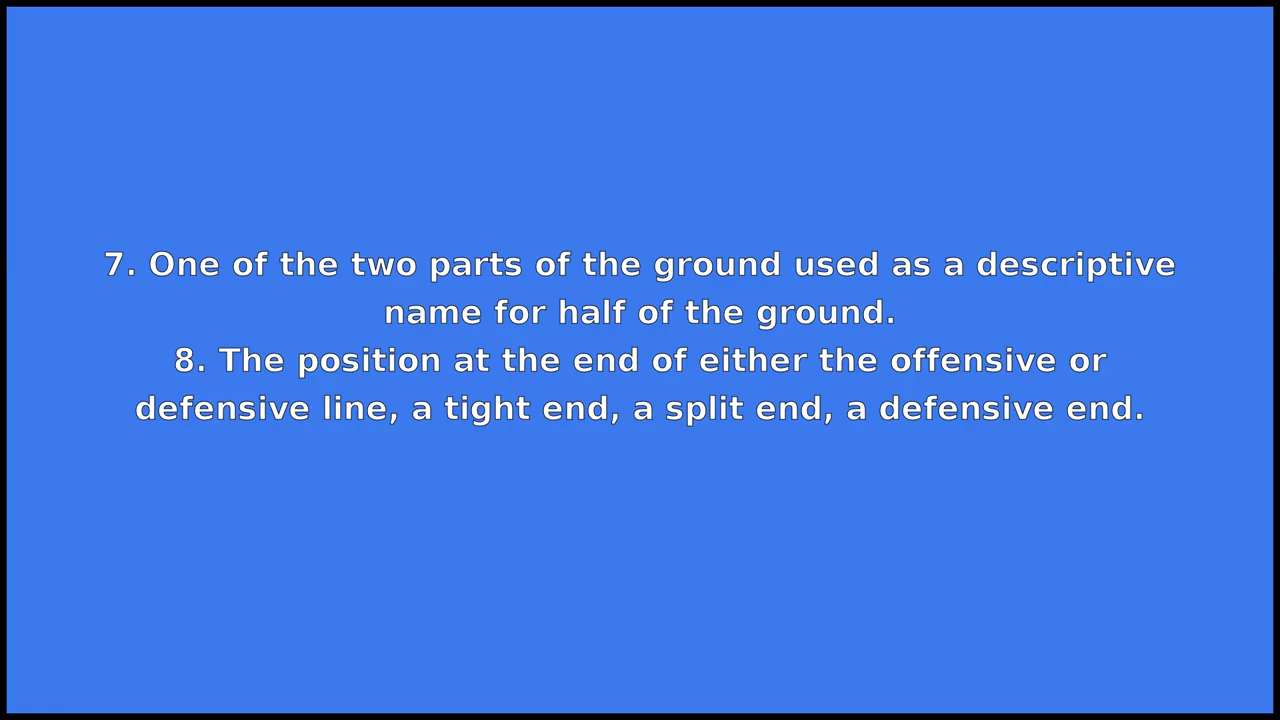 7. One of the two parts of the ground used as a descriptive
name for half of the ground.
8. The position at the end of either the offensive or
defensive line, a tight end, a split end, a defensive end.